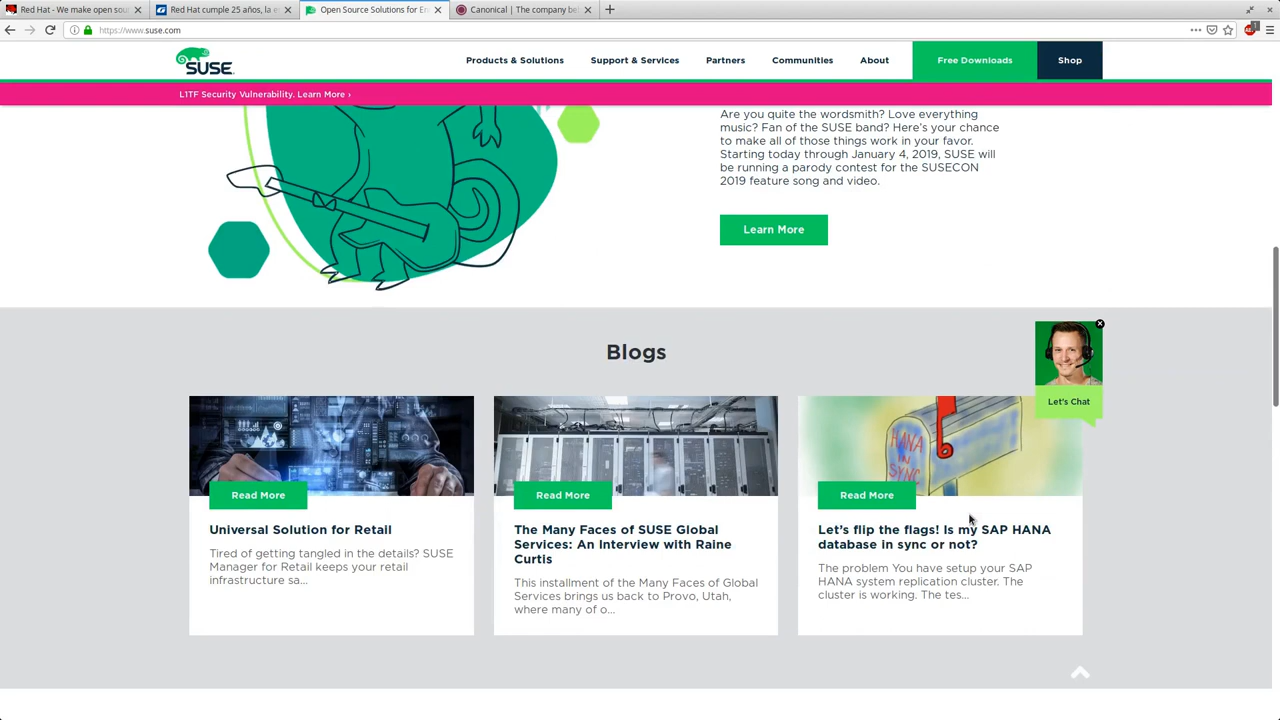 Red Hat - We make open sou
Red Hat cumple 25 años, la e
Open Source Solutions for En
Canonical | The company be
https://www.suse.com
SUSE
Products & Solutions
Support & Services
Partners
Communities
About
Free Downloads
Shop
L1TF Security Vulnerability. Learn More ›
Are you quite the wordsmith? Love everything
music? Fan of the SUSE band? Here's your chance
to make all of those things work in your favor.
Starting today through January 4, 2019, SUSE will
be running a parody contest for the SUSECON
2019 feature song and video.
Learn More
Blogs
Let's Chat
HANA
IN
SYNC
Read More
Universal Solution for Retail
Tired of getting tangled in the details? SUSE
Manager for Retail keeps your retail
infrastructure sa...
Read More
The Many Faces of SUSE Global
Services: An Interview with Raine
Curtis
This installment of the Many Faces of Global
Services brings us back to Provo, Utah,
where many of o...
Read More
Let's flip the flags! Is my SAP HANA
database in sync or not?
The problem You have setup your SAP
HANA system replication cluster. The
cluster is working. The tes...